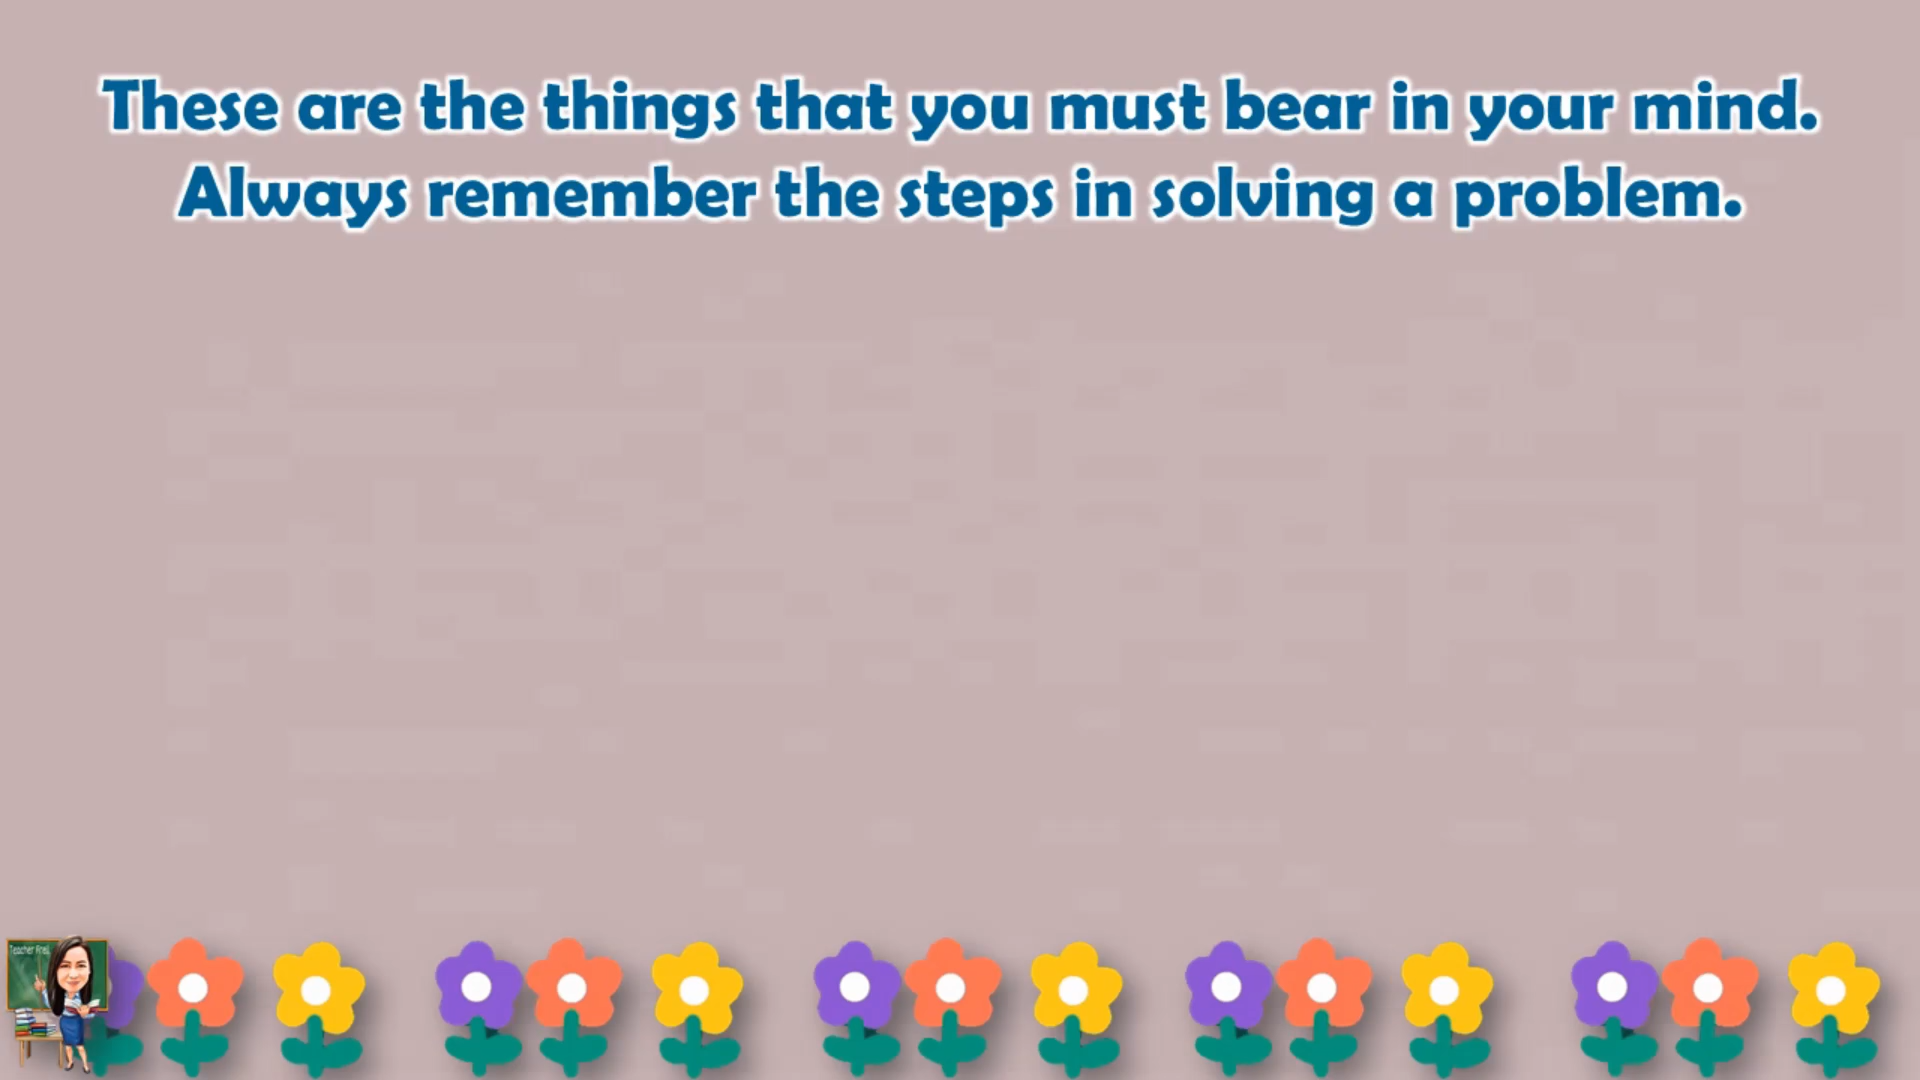 These are the things that you must bear in your mind.
Always remember the steps in solving a problem.